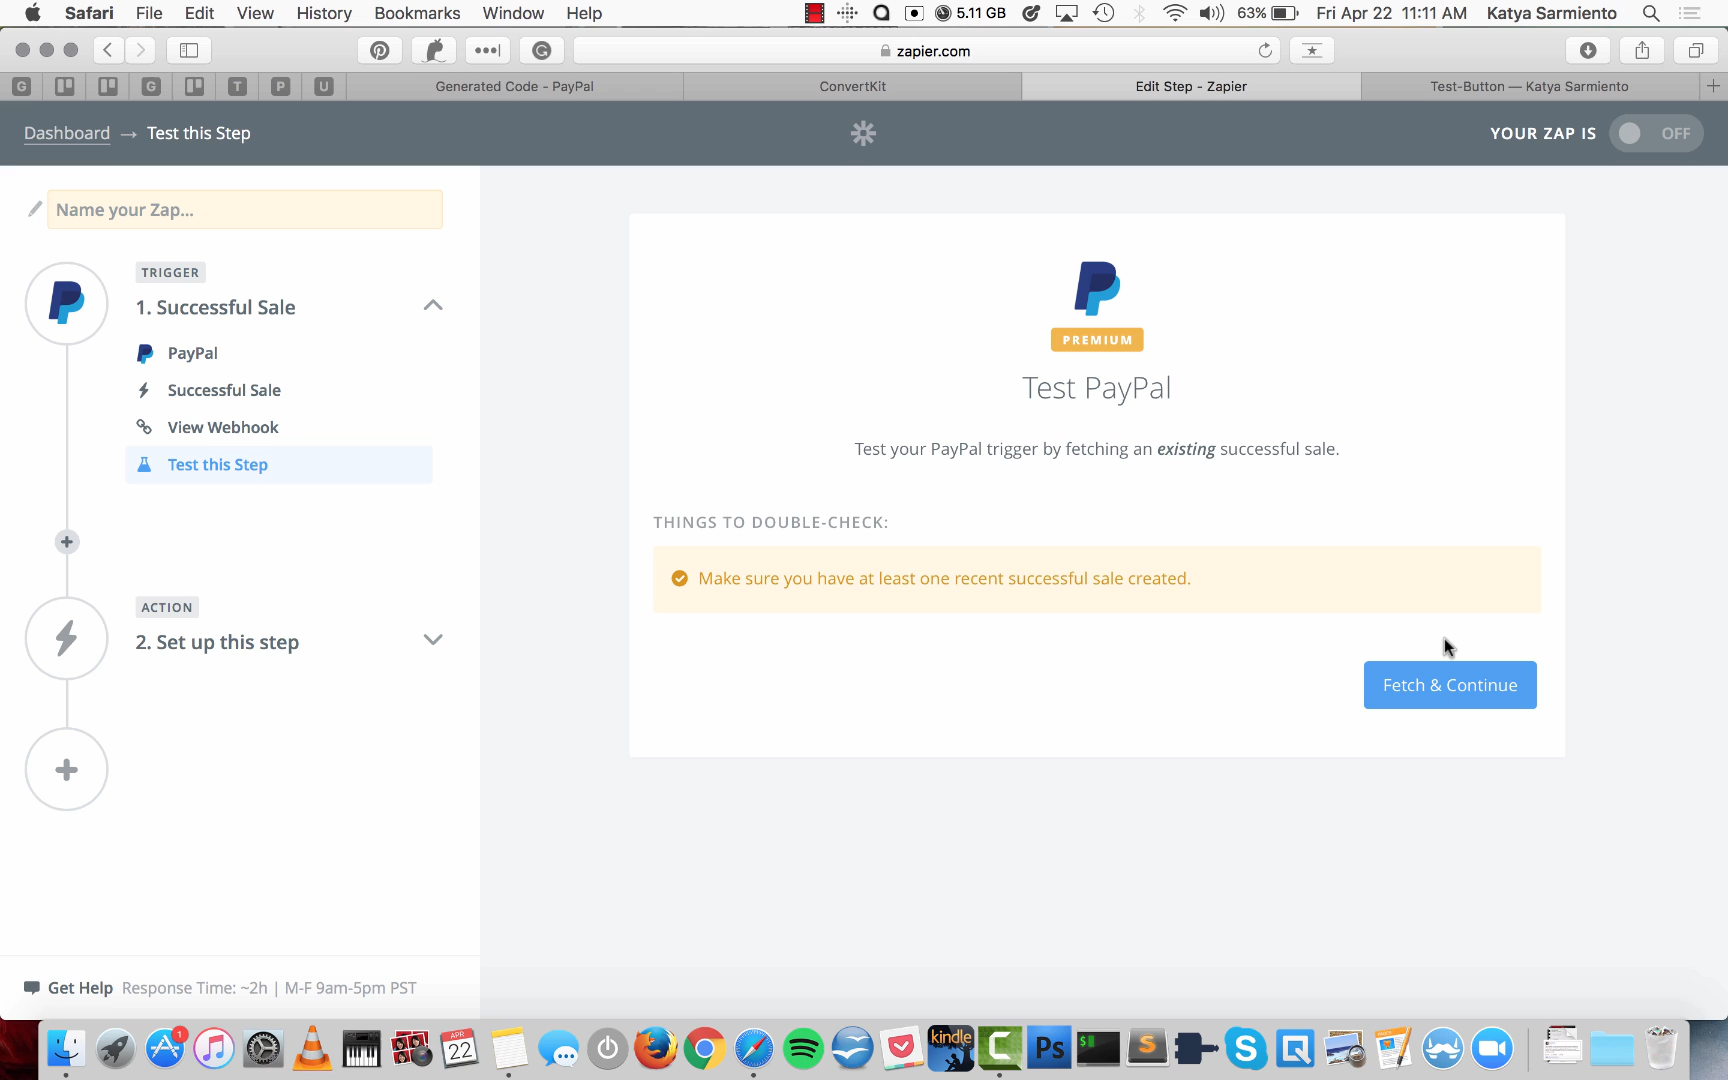 Safari File Edit View History Bookmarks Window Help 5.11 GB 63% Fri Apr 22 11:11 AM Katya Sarmiento
zapier.com
G G T P U Generated Code - PayPal ConvertKit Edit Step - Zapier Test-Button — Katya Sarmiento
Dashboard → Test this Step YOUR ZAP IS OFF
Name your Zap...
TRIGGER
1. Successful Sale
PayPal
Successful Sale
View Webhook
Test this Step
ACTION
2. Set up this step
PREMIUM
Test PayPal
Test your PayPal trigger by fetching an existing successful sale.
THINGS TO DOUBLE-CHECK:
Make sure you have at least one recent successful sale created.
Fetch & Continue
Get Help Response Time: ~2h | M-F 9am-5pm PST
1
APR
22
kindle
Ps
$
S